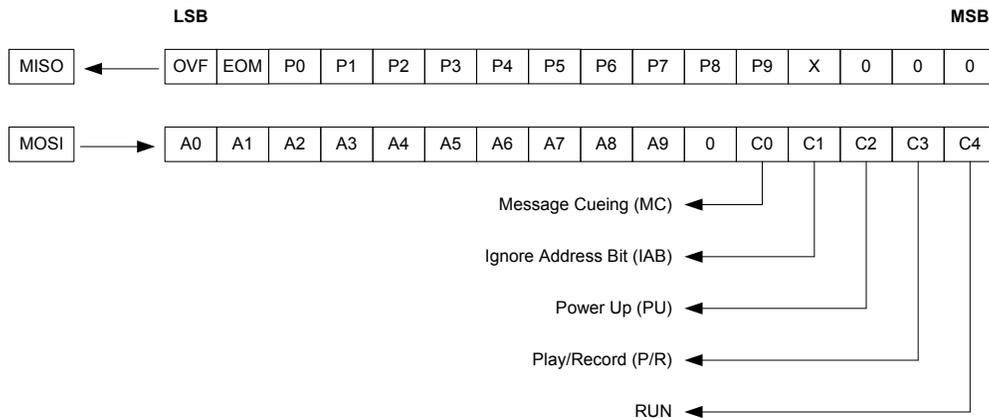 LSB MSB
MISO OVF EOM P0 P1 P2 P3 P4 P5 P6 P7 P8 P9 X 0 0 0
MOSI A0 A1 A2 A3 A4 A5 A6 A7 A8 A9 0 C0 C1 C2 C3 C4
Message Cueing (MC)
Ignore Address Bit (IAB)
Power Up (PU)
Play/Record (P/R)
RUN